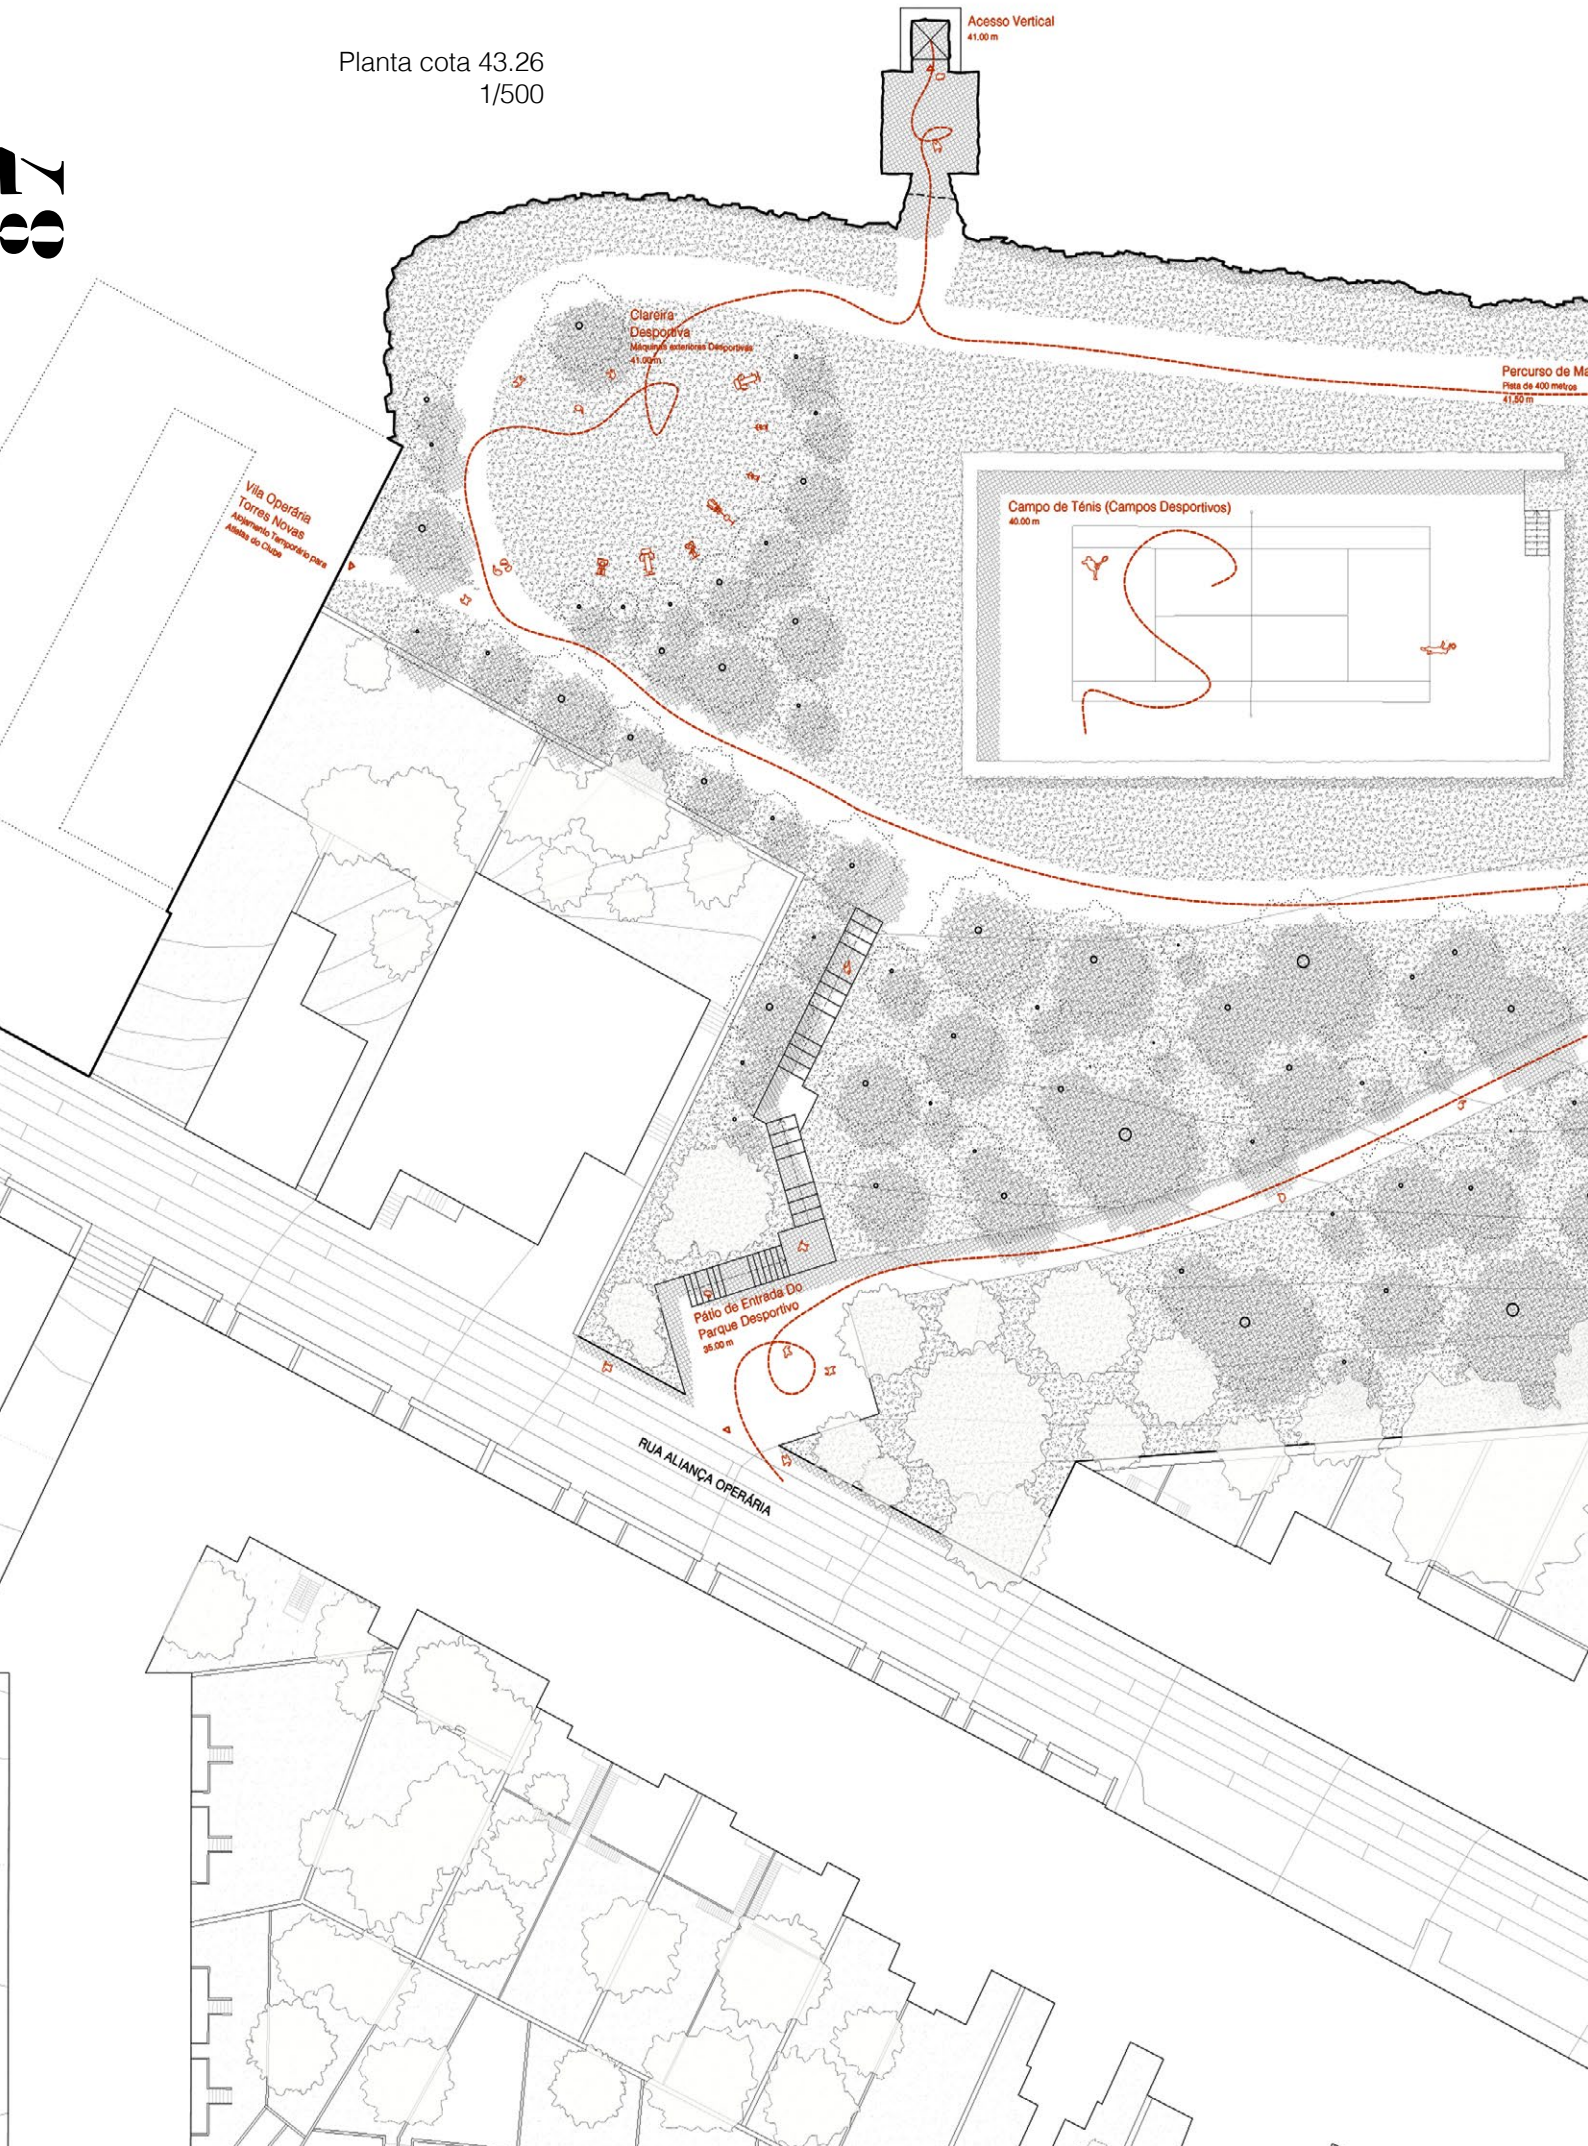 Planta cota 43.26
1/500
87
Acesso Vertical
41.00 m
Clareira
Desportiva
Máquinas exteriores Desportivas
41.00 m
Percurso de Ma
Pista de 400 metros
41.50 m
Vila Operária
Torres Novas
Alojamento Temporário para
Atletas do Clube
Campo de Ténis (Campos Desportivos)
40.00 m
Pátio de Entrada Do
Parque Desportivo
35.00 m
RUA ALIANÇA OPERÁRIA